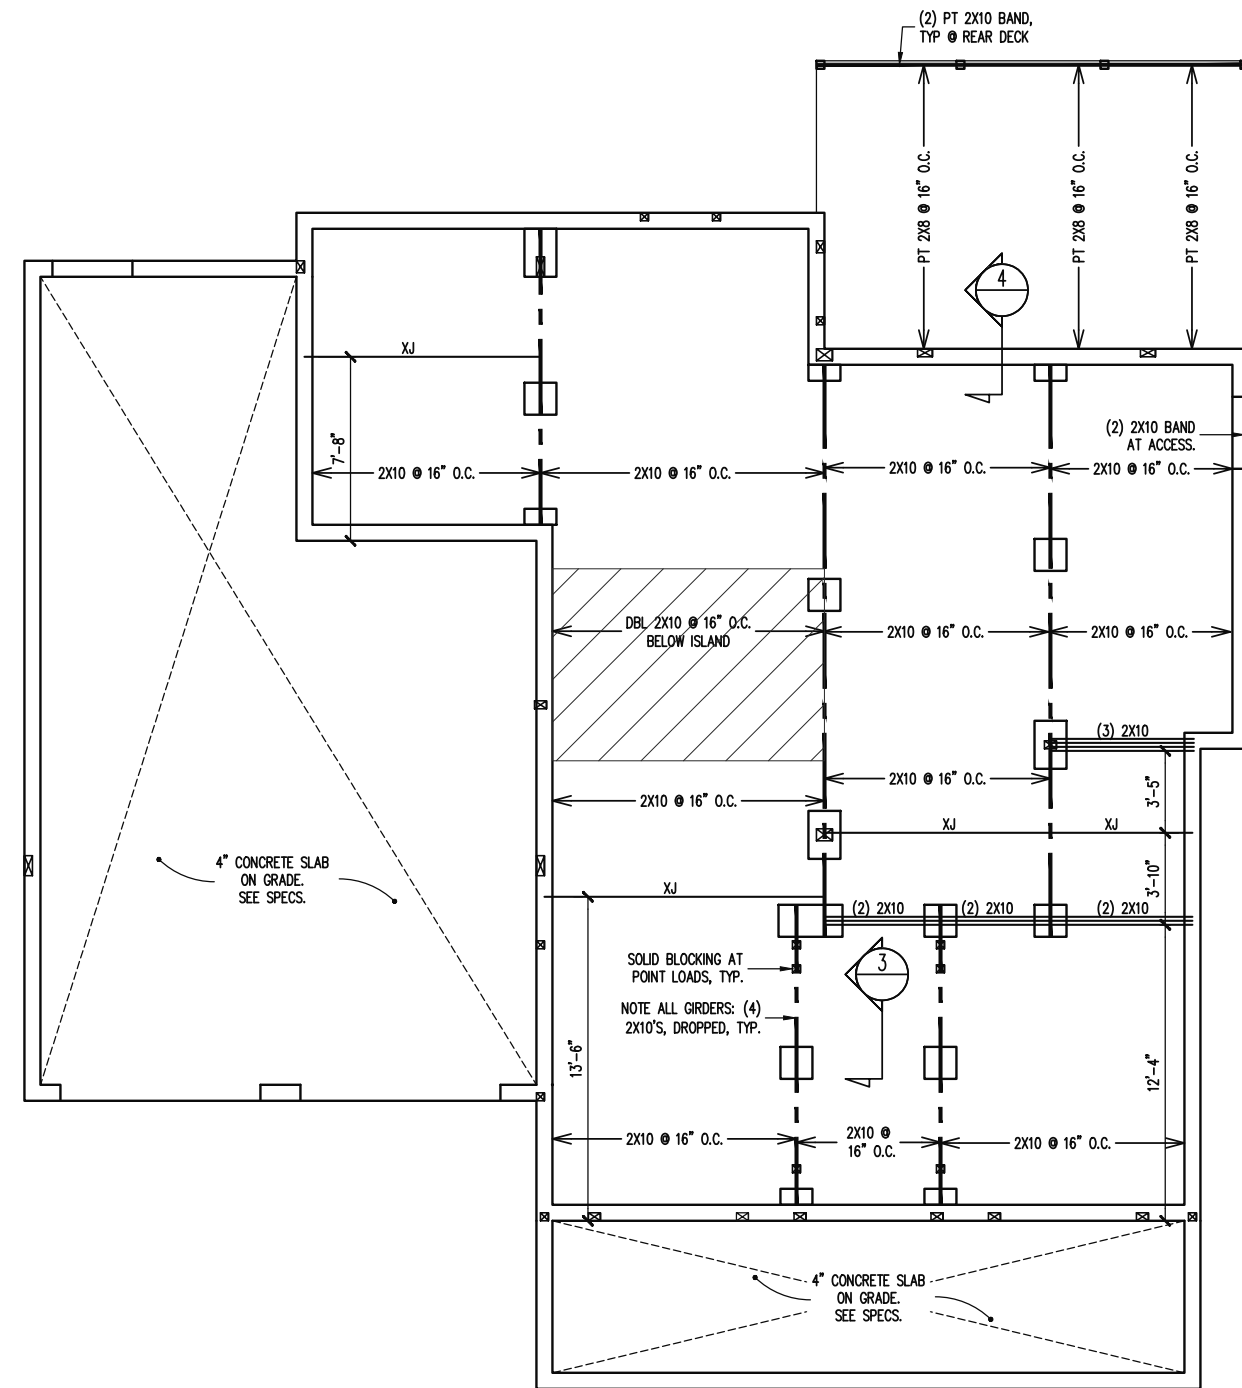 (2) PT 2X10 BAND,
TYP @ REAR DECK
PT 2X8 @ 16" O.C.
PT 2X8 @ 16" O.C.
PT 2X8 @ 16" O.C.
4
XJ
7'-8"
(2) 2X10 BAND
AT ACCESS.
2X10 @ 16" O.C.
2X10 @ 16" O.C.
2X10 @ 16" O.C.
2X10 @ 16" O.C.
DBL 2X10 @ 16" O.C.
BELOW ISLAND
2X10 @ 16" O.C.
2X10 @ 16" O.C.
(3) 2X10
2X10 @ 16" O.C.
2X10 @ 16" O.C.
3'-5"
XJ
XJ
4" CONCRETE SLAB
ON GRADE.
SEE SPECS.
XJ
3'-10"
(2) 2X10
(2) 2X10
(2) 2X10
SOLID BLOCKING AT
POINT LOADS, TYP.
3
NOTE ALL GIRDERS: (4)
2X10'S, DROPPED, TYP.
13'-6"
12'-4"
2X10 @ 16" O.C.
2X10 @
16" O.C.
2X10 @ 16" O.C.
4" CONCRETE SLAB
ON GRADE.
SEE SPECS.